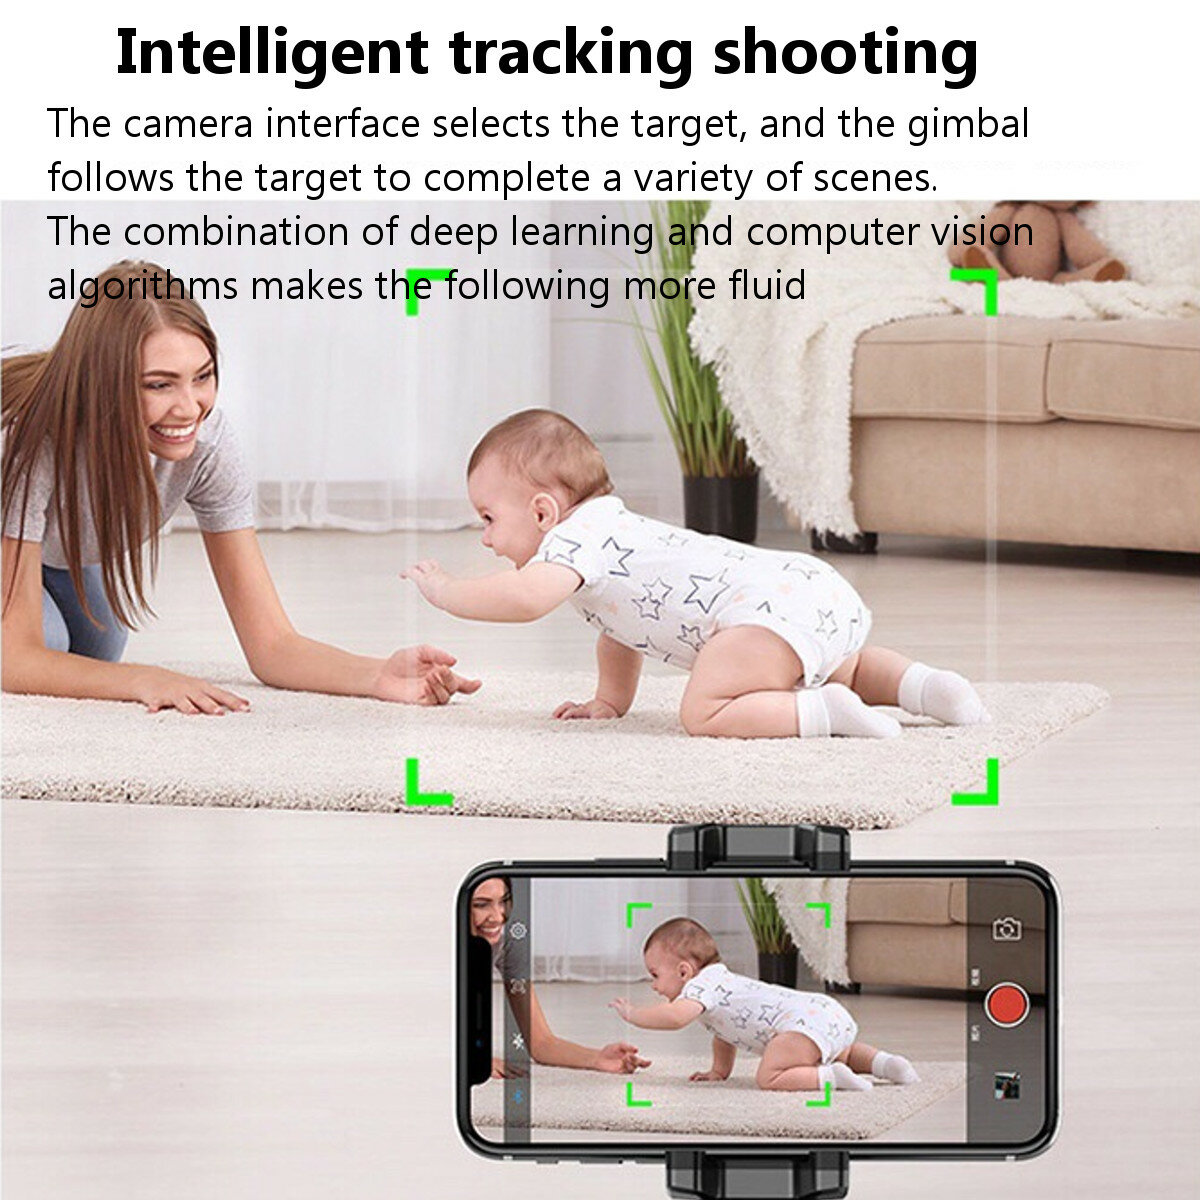 Intelligent tracking shooting
The camera interface selects the target, and the gimbal
follows the target to complete a variety of scenes.
The combination of deep learning and computer vision
algorithms makes the following more fluid